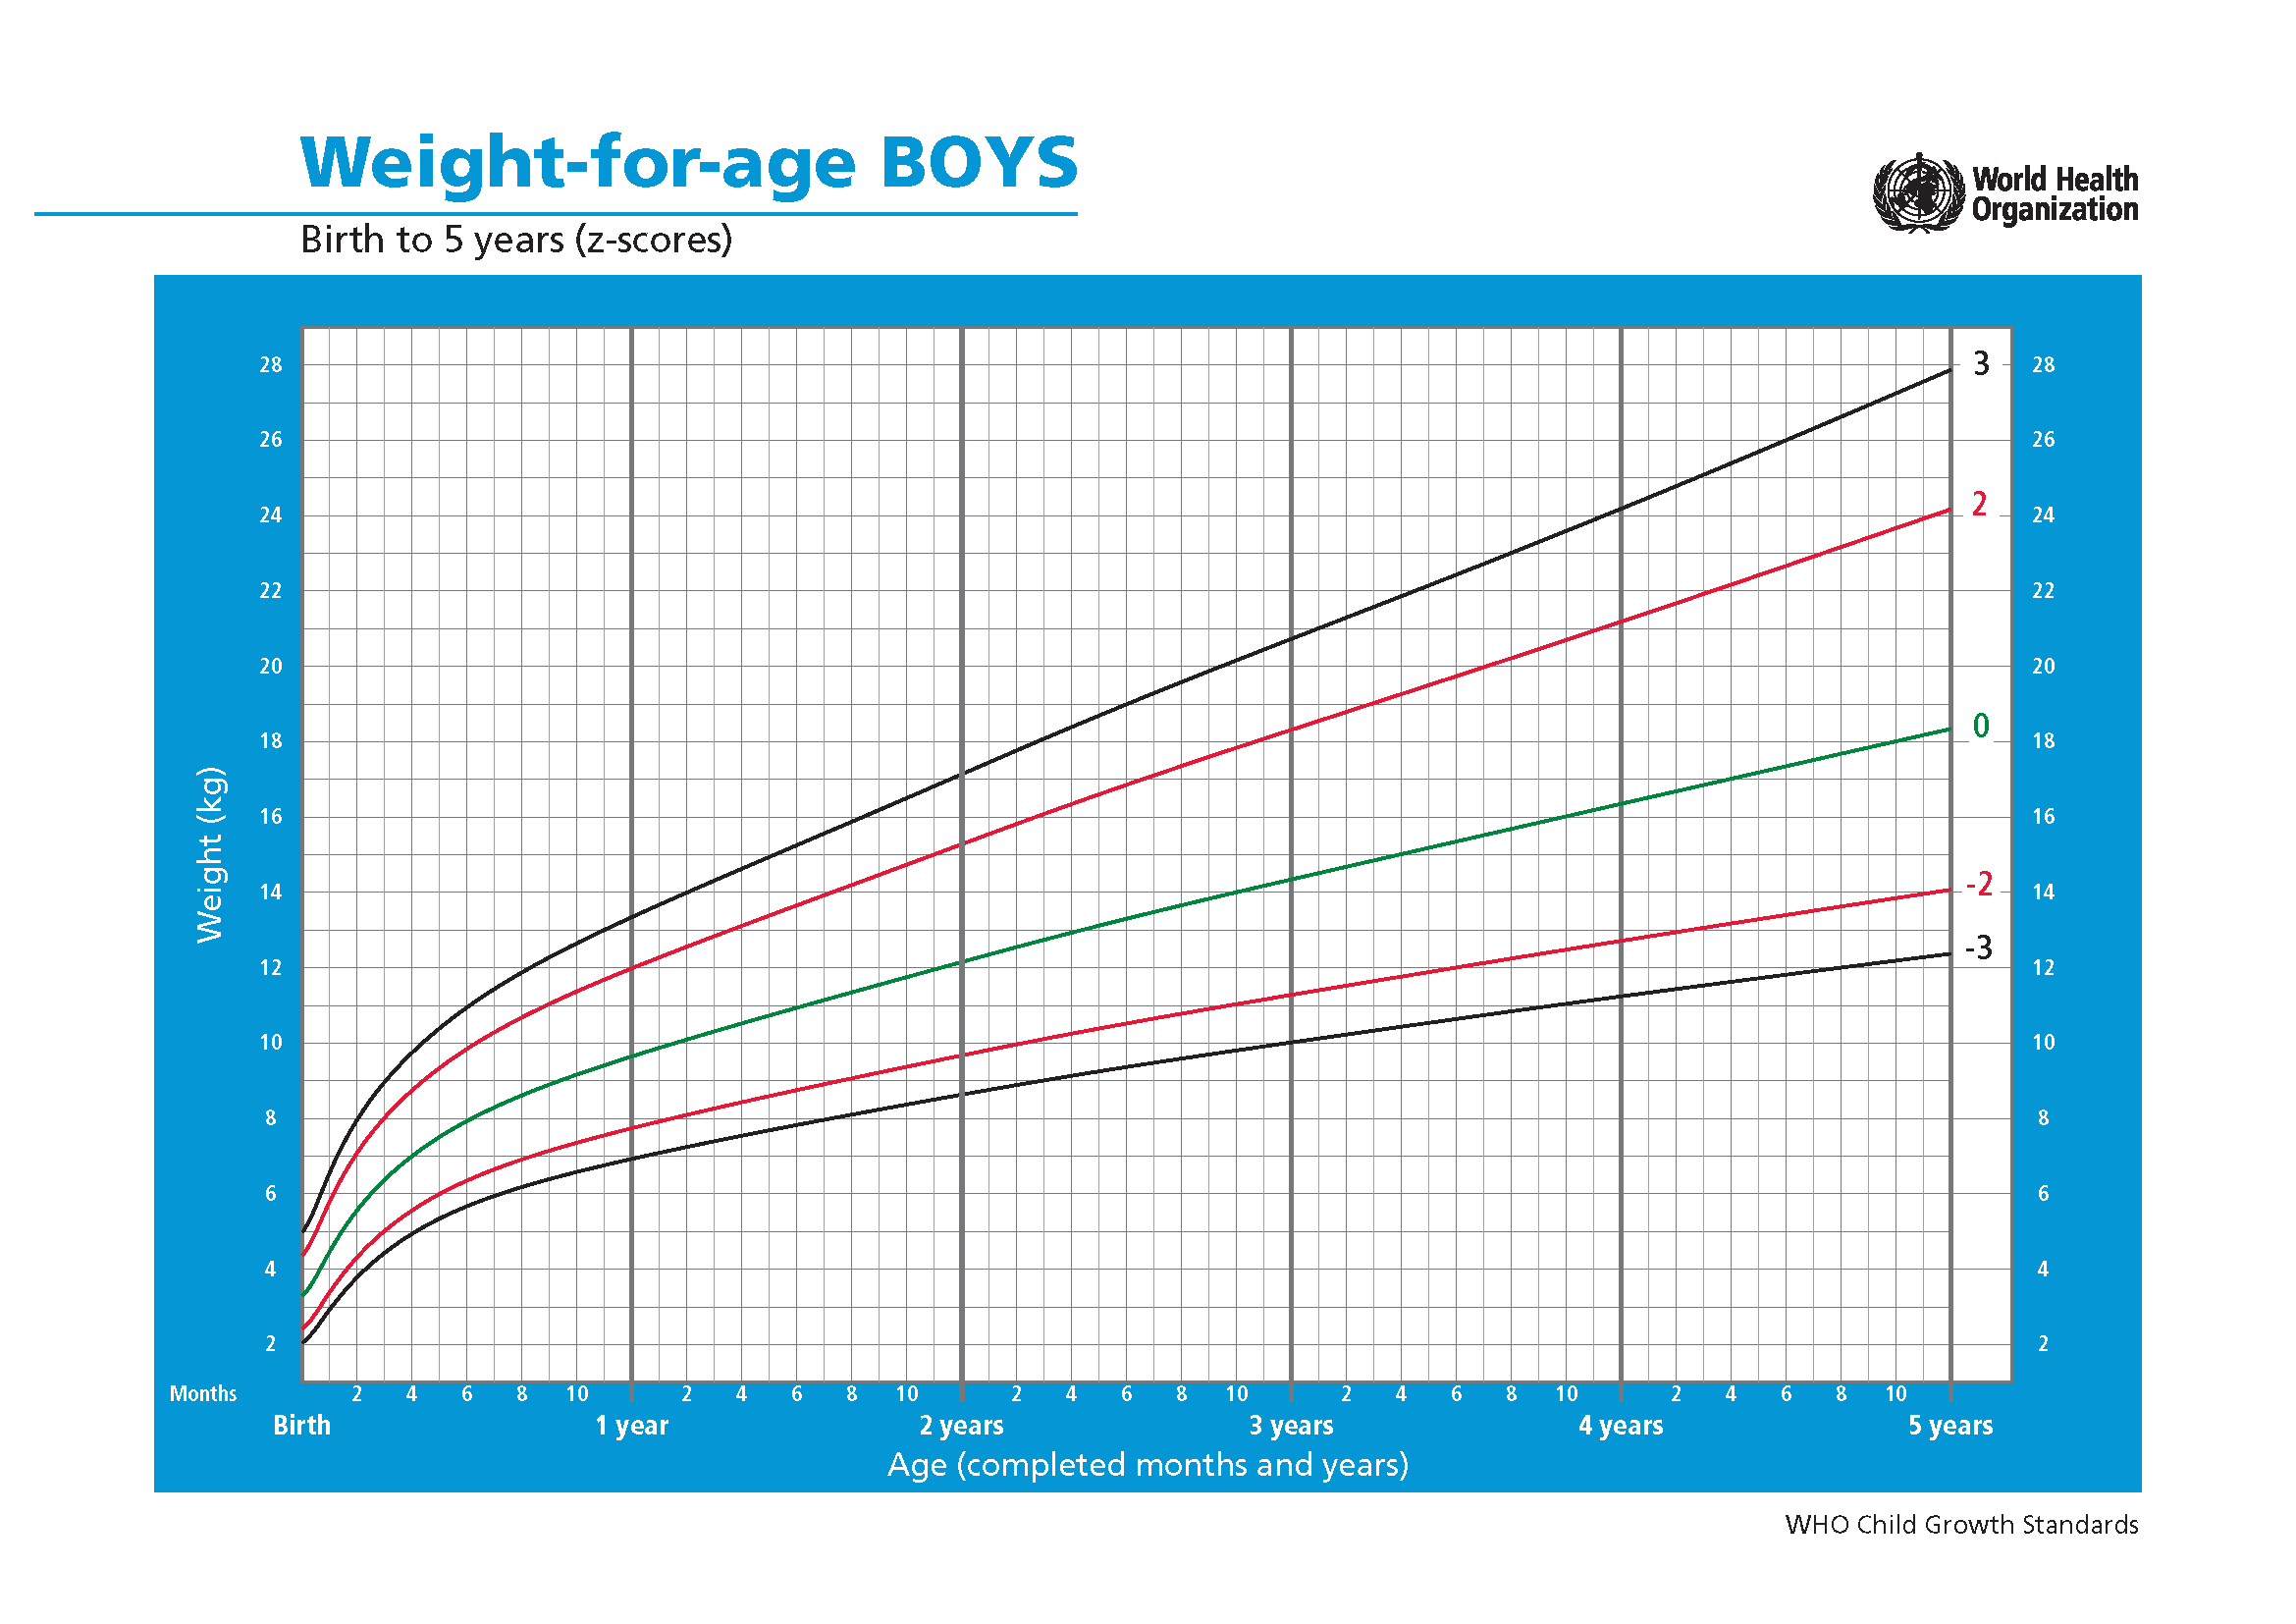 Weight-for-age BOYS
Birth to 5 years (z-scores)
World Health
Organization
Weight (kg)
28 3 28
26 26
24 2 24
22 22
20 20
18 0 18
16 16
14 -2 14
12 -3 12
10 10
8 8
6 6
4 4
2 2
Months 2 4 6 8 10 2 4 6 8 10 2 4 6 8 10 2 4 6 8 10 2 4 6 8 10
Birth 1 year 2 years 3 years 4 years 5 years
Age (completed months and years)
WHO Child Growth Standards